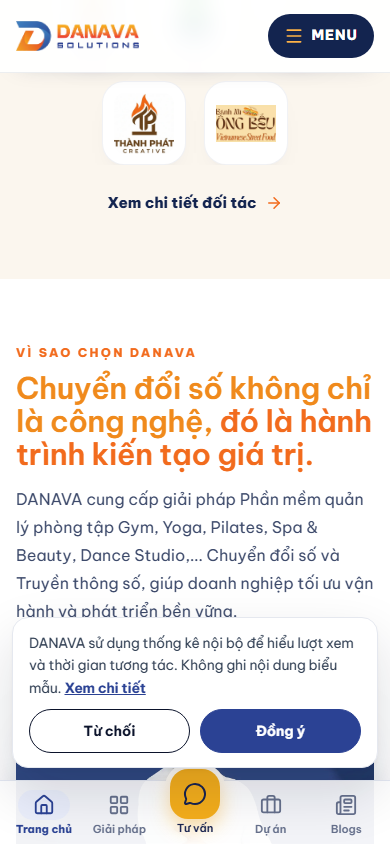 DANAVA
SOLUTIONS
MENU
THÀNH PHÁT
CREATIVE
Bánh Mì
ÔNG BÊU
Vietnamese Street Food
Xem chi tiết đối tác
VÌ SAO CHỌN DANAVA
Chuyển đổi số không chỉ
là công nghệ, đó là hành
trình kiến tạo giá trị.
DANAVA cung cấp giải pháp Phần mềm quản
lý phòng tập Gym, Yoga, Pilates, Spa &
Beauty, Dance Studio,... Chuyển đổi số và
Truyền thông số, giúp doanh nghiệp tối ưu vận
hành và phát triển bền vững.
DANAVA sử dụng thống kê nội bộ để hiểu lượt xem
và thời gian tương tác. Không ghi nội dung biểu
mẫu. Xem chi tiết
Từ chối
Đồng ý
Trang chủ
Giải pháp
Tư vấn
Dự án
Blogs